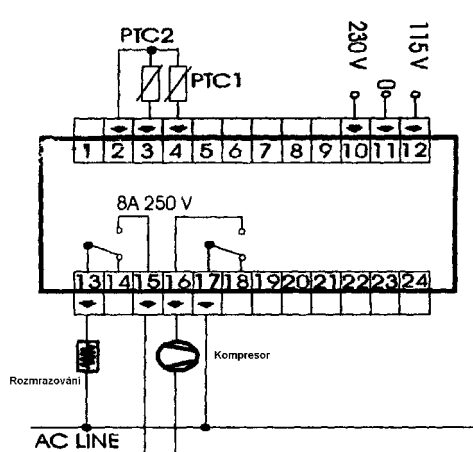 PTC2
PTC1
230 V
0
115 V
1 2 3 4 5 6 7 8 9 10 11 12
8A 250 V
13 14 15 16 17 18 19 20 21 22 23 24
Rozmrazování
Kompresor
AC LINE